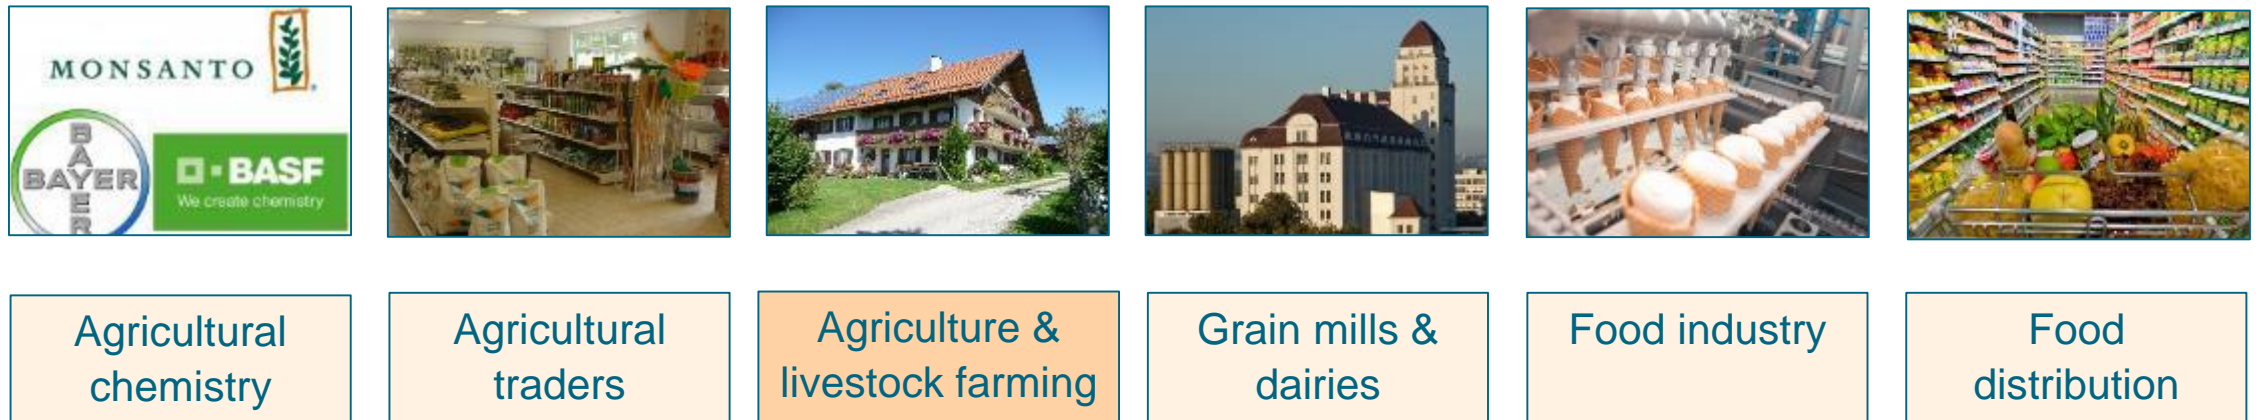 MONSANTO
BAYER
BAYER
BASF
We create chemistry
Agricultural
chemistry
Agricultural
traders
Agriculture &
livestock farming
Grain mills &
dairies
Food industry
Food
distribution